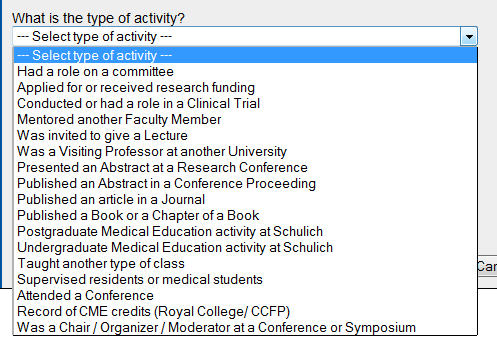 What is the type of activity?
--- Select type of activity ---
--- Select type of activity ---
Had a role on a committee
Applied for or received research funding
Conducted or had a role in a Clinical Trial
Mentored another Faculty Member
Was invited to give a Lecture
Was a Visiting Professor at another University
Presented an Abstract at a Research Conference
Published an Abstract in a Conference Proceeding
Published an article in a Journal
Published a Book or a Chapter of a Book
Postgraduate Medical Education activity at Schulich
Undergraduate Medical Education activity at Schulich
Taught another type of class
Supervised residents or medical students
Attended a Conference
Record of CME credits (Royal College/ CCFP)
Was a Chair / Organizer / Moderator at a Conference or Symposium